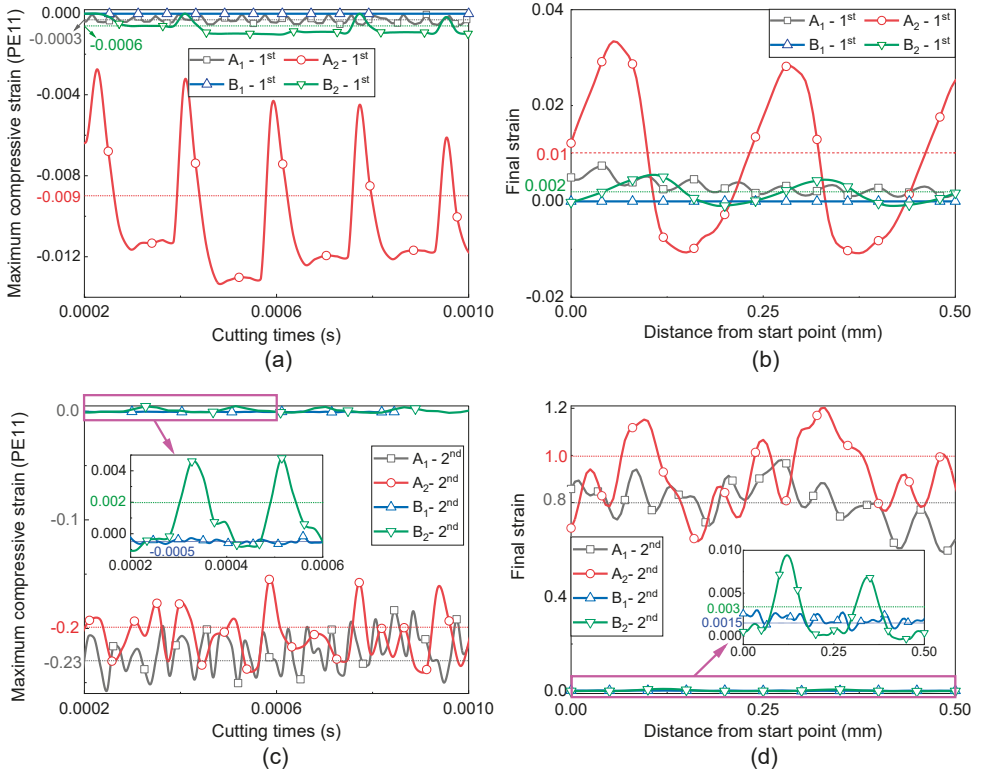 Maximum compressive strain (PE11)
0.000
-0.0003
-0.0006
-0.004
-0.008
-0.009
-0.012
A₁ - 1ˢᵗ
A₂ - 1ˢᵗ
B₁ - 1ˢᵗ
B₂ - 1ˢᵗ
0.0002
0.0006
0.0010
Cutting times (s)
(a)
Final strain
0.04
0.02
0.01
0.002
0.00
-0.02
A₁ - 1ˢᵗ
A₂ - 1ˢᵗ
B₁ - 1ˢᵗ
B₂ - 1ˢᵗ
0.00
0.25
0.50
Distance from start point (mm)
(b)
Maximum compressive strain (PE11)
0.0
-0.1
-0.2
-0.23
0.004
0.002
0.000
-0.0005
0.0002
0.0004
0.0006
A₁ - 2ⁿᵈ
A₂ - 2ⁿᵈ
B₁ - 2ⁿᵈ
B₂ - 2ⁿᵈ
0.0002
0.0006
0.0010
Cutting times (s)
(c)
Final strain
1.2
1.0
0.8
0.4
0.0
A₁ - 2ⁿᵈ
A₂ - 2ⁿᵈ
B₁ - 2ⁿᵈ
B₂ - 2ⁿᵈ
0.010
0.005
0.003
0.0015
0.000
0.00
0.25
0.50
0.00
0.25
0.50
Distance from start point (mm)
(d)